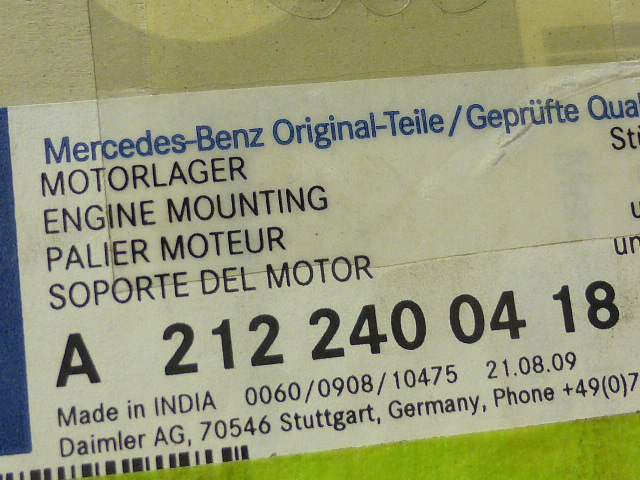 Mercedes-Benz Original-Teile/Geprüfte Qual
MOTORLAGER
ENGINE MOUNTING
PALIER MOTEUR
SOPORTE DEL MOTOR
A 212 240 04 18
Made in INDIA 0060/0908/10475 21.08.09
Daimler AG, 70546 Stuttgart, Germany, Phone +49(0)7